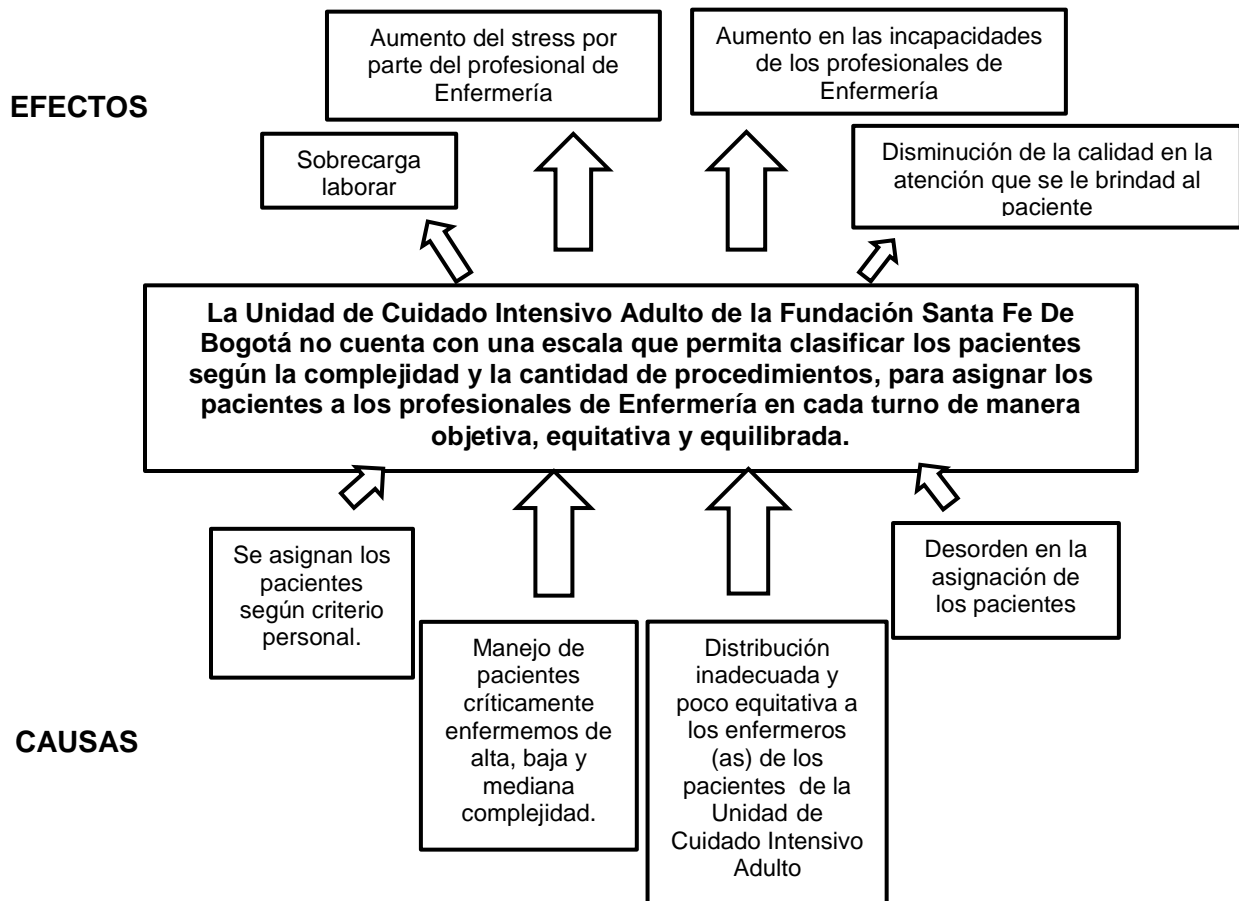 Aumento del stress por
parte del profesional de
Enfermería
Aumento en las incapacidades
de los profesionales de
Enfermería
EFECTOS
Sobrecarga
laborar
Disminución de la calidad en la
atención que se le brindad al
paciente
La Unidad de Cuidado Intensivo Adulto de la Fundación Santa Fe De
Bogotá no cuenta con una escala que permita clasificar los pacientes
según la complejidad y la cantidad de procedimientos, para asignar los
pacientes a los profesionales de Enfermería en cada turno de manera
objetiva, equitativa y equilibrada.
Se asignan los
pacientes
según criterio
personal.
Manejo de
pacientes
críticamente
enfermemos de
alta, baja y
mediana
complejidad.
Distribución
inadecuada y
poco equitativa a
los enfermeros
(as) de los
pacientes de la
Unidad de
Cuidado Intensivo
Adulto
Desorden en la
asignación de
los pacientes
CAUSAS